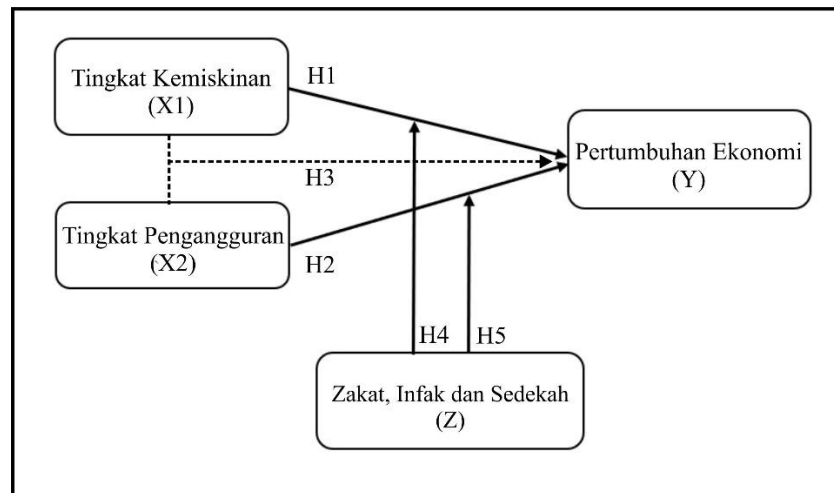 Tingkat Kemiskinan
(X1)
H1
Pertumbuhan Ekonomi
(Y)
H3
Tingkat Pengangguran
(X2)
H2
H4
H5
Zakat, Infak dan Sedekah
(Z)